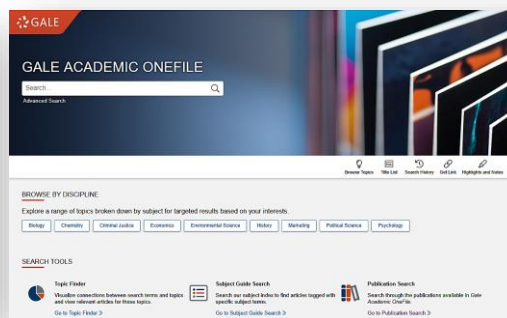 GALE
GALE ACADEMIC ONEFILE
Search...
Advanced Search
Browse Topics
Title List
Search History
Get Link
Highlights and Notes
BROWSE BY DISCIPLINE
Explore a range of topics broken down by subject for targeted results based on your interests.
Biology
Chemistry
Criminal Justice
Economics
Environmental Science
History
Marketing
Political Science
Psychology
SEARCH TOOLS
Topic Finder
Visualize connections between search terms and topics
and view relevant articles for those topics.
Go to Topic Finder >
Subject Guide Search
Search our subject index to find articles tagged with
specific subject terms.
Go to Subject Guide Search >
Publication Search
Search through the publications available in Gale
Academic OneFile
Go to Publication Search >